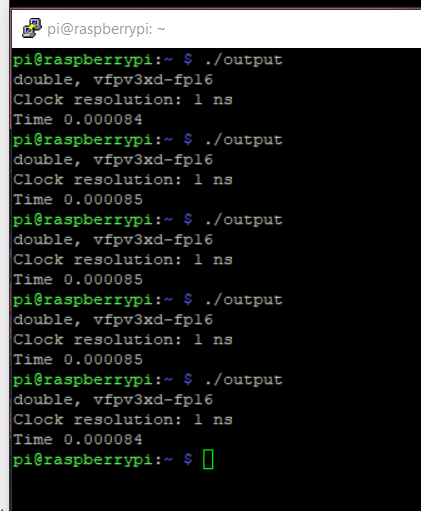 pi@raspberrypi: ~
pi@raspberrypi:~ $ ./output
double, vfpv3xd-fp16
Clock resolution: 1 ns
Time 0.000084
pi@raspberrypi:~ $ ./output
double, vfpv3xd-fp16
Clock resolution: 1 ns
Time 0.000085
pi@raspberrypi:~ $ ./output
double, vfpv3xd-fp16
Clock resolution: 1 ns
Time 0.000085
pi@raspberrypi:~ $ ./output
double, vfpv3xd-fp16
Clock resolution: 1 ns
Time 0.000085
pi@raspberrypi:~ $ ./output
double, vfpv3xd-fp16
Clock resolution: 1 ns
Time 0.000084
pi@raspberrypi:~ $